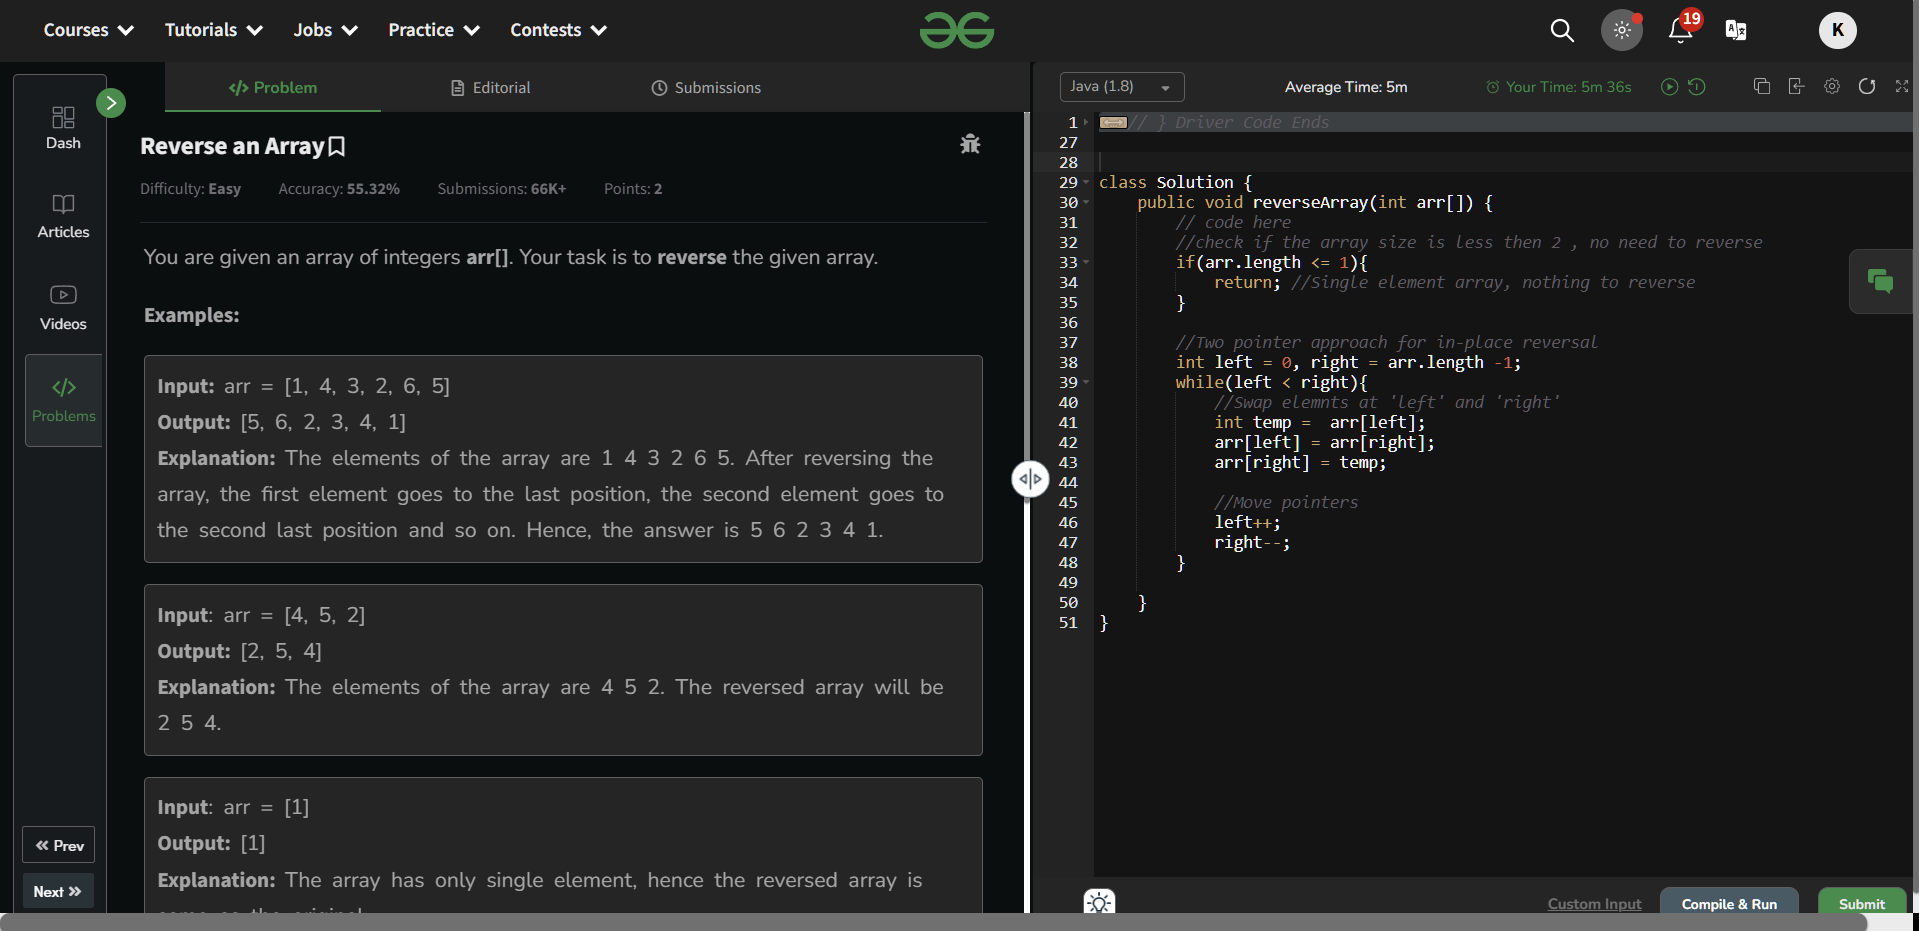 Courses Tutorials Jobs Practice Contests
19
K
Dash
Articles
Videos
Problems
Prev
Next
</> Problem Editorial Submissions
Reverse an Array
Difficulty: Easy Accuracy: 55.32% Submissions: 66K+ Points: 2
You are given an array of integers arr[]. Your task is to reverse the given array.
Examples:
Input: arr = [1, 4, 3, 2, 6, 5]
Output: [5, 6, 2, 3, 4, 1]
Explanation: The elements of the array are 1 4 3 2 6 5. After reversing the
array, the first element goes to the last position, the second element goes to
the second last position and so on. Hence, the answer is 5 6 2 3 4 1.
Input: arr = [4, 5, 2]
Output: [2, 5, 4]
Explanation: The elements of the array are 4 5 2. The reversed array will be
2 5 4.
Input: arr = [1]
Output: [1]
Explanation: The array has only single element, hence the reversed array is
Java (1.8) Average Time: 5m Your Time: 5m 36s
1 // } Driver Code Ends
27
28
29 class Solution {
30 public void reverseArray(int arr[]) {
31 // code here
32 //check if the array size is less then 2 , no need to reverse
33 if(arr.length <= 1){
34 return; //Single element array, nothing to reverse
35 }
36
37 //Two pointer approach for in-place reversal
38 int left = 0, right = arr.length -1;
39 while(left < right){
40 //Swap elemnts at 'left' and 'right'
41 int temp =  arr[left];
42 arr[left] = arr[right];
43 arr[right] = temp;
44
45 //Move pointers
46 left++;
47 right--;
48 }
49
50 }
51 }
Custom Input Compile & Run Submit